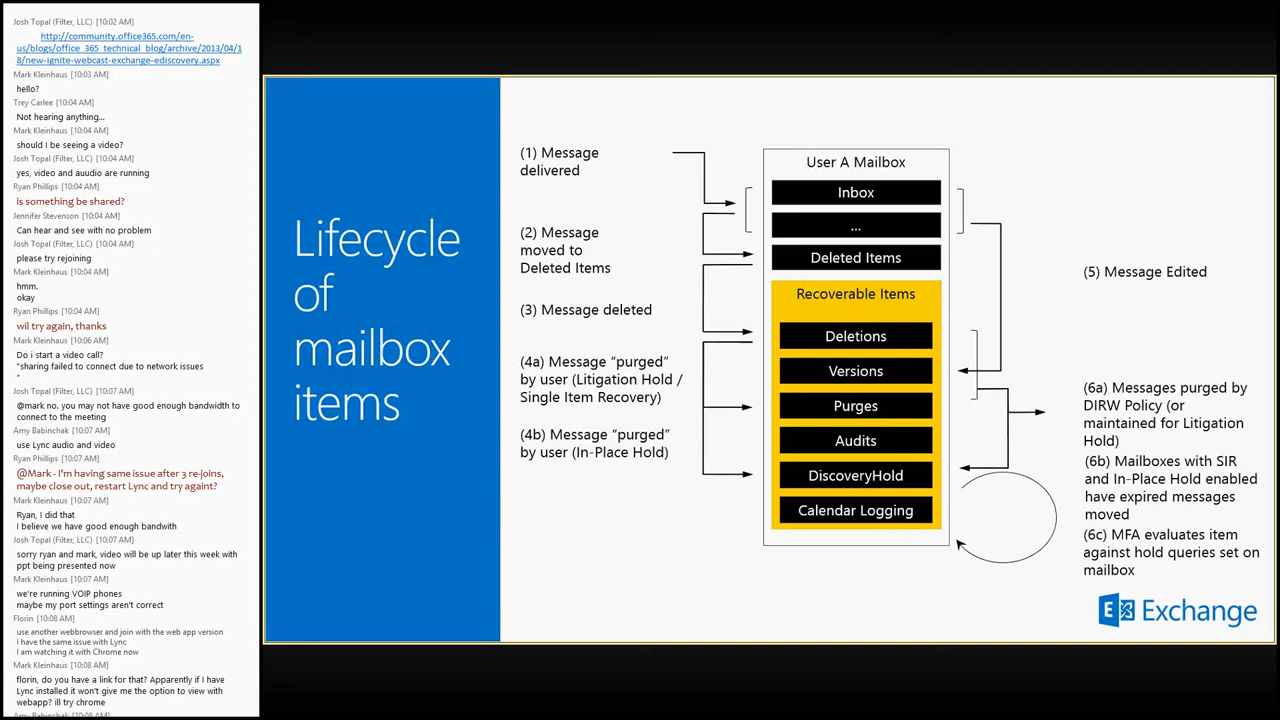 Josh Topal (Filter, LLC) [10:02 AM]
http://community.office365.com/en-
us/blogs/office_365_technical_blog/archive/2013/04/1
8/new-ignite-webcast-exchange-ediscovery.aspx
Mark Kleinhaus [10:03 AM]
hello?
Trey Carlee [10:04 AM]
Not hearing anything...
Mark Kleinhaus [10:04 AM]
should I be seeing a video?
Josh Topal (Filter, LLC) [10:04 AM]
yes, video and auudio are running
Ryan Phillips [10:04 AM]
is something be shared?
Jennifer Stevenson [10:04 AM]
Can hear and see with no problem
Josh Topal (Filter, LLC) [10:04 AM]
please try rejoining
Mark Kleinhaus [10:04 AM]
hmm.
okay
Ryan Phillips [10:04 AM]
wil try again, thanks
Mark Kleinhaus [10:06 AM]
Do i start a video call?
"sharing failed to connect due to network issues
"
Josh Topal (Filter, LLC) [10:07 AM]
@mark no. you may not have good enough bandwidth to
connect to the meeting
Amy Babinchak [10:07 AM]
use Lync audio and video
Ryan Phillips [10:07 AM]
@Mark - I'm having same issue after 3 re-joins,
maybe close out, restart Lync and try againt?
Mark Kleinhaus [10:07 AM]
Ryan, I did that
I believe we have good enough bandwith
Josh Topal (Filter, LLC) [10:07 AM]
sorry ryan and mark, video will be up later this week with
ppt being presented now
Mark Kleinhaus [10:07 AM]
we're running VOIP phones
maybe my port settings aren't correct
Florin [10:08 AM]
use another webbrowser and join with the web app version
I have the same issue with Lync
I am watching it with Chrome now
Mark Kleinhaus [10:08 AM]
florin, do you have a link for that? Apparently if I have
Lync installed it won't give me the option to view with
webapp? ill try chrome
Amy Babinchak [10:08 AM]
Lifecycle
of
mailbox
items
(1) Message
delivered
(2) Message
moved to
Deleted Items
(3) Message deleted
(4a) Message “purged”
by user (Litigation Hold /
Single Item Recovery)
(4b) Message “purged”
by user (In-Place Hold)
User A Mailbox
Inbox
...
Deleted Items
Recoverable Items
Deletions
Versions
Purges
Audits
DiscoveryHold
Calendar Logging
(5) Message Edited
(6a) Messages purged by
DIRW Policy (or
maintained for Litigation
Hold)
(6b) Mailboxes with SIR
and In-Place Hold enabled
have expired messages
moved
(6c) MFA evaluates item
against hold queries set on
mailbox
Exchange